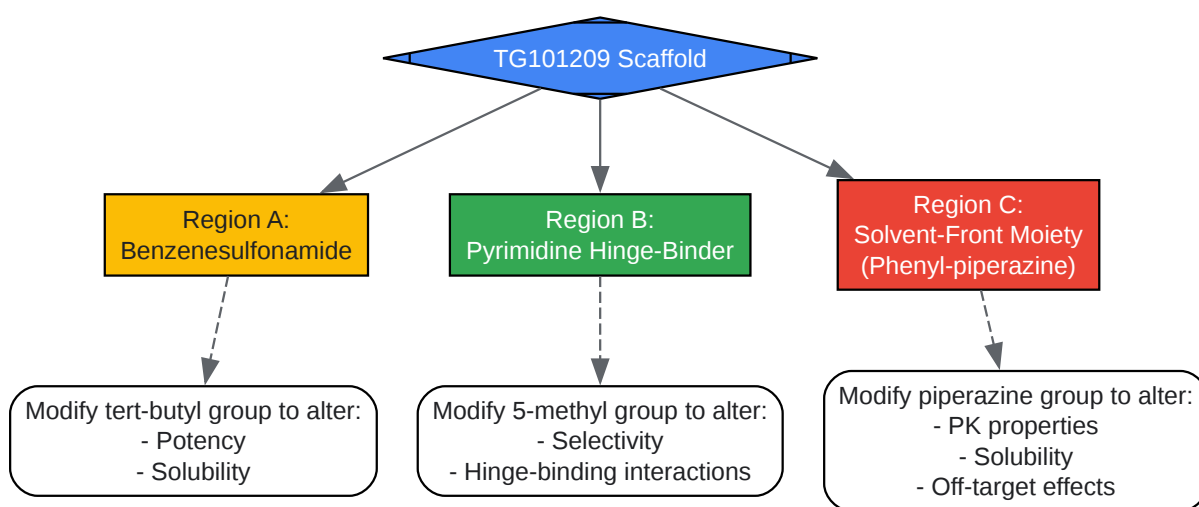 TG101209 Scaffold
Region A:
Benzenesulfonamide
Region B:
Pyrimidine Hinge-Binder
Region C:
Solvent-Front Moiety
(Phenyl-piperazine)
Modify tert-butyl group to alter:
- Potency
- Solubility
Modify 5-methyl group to alter:
- Selectivity
- Hinge-binding interactions
Modify piperazine group to alter:
- PK properties
- Solubility
- Off-target effects